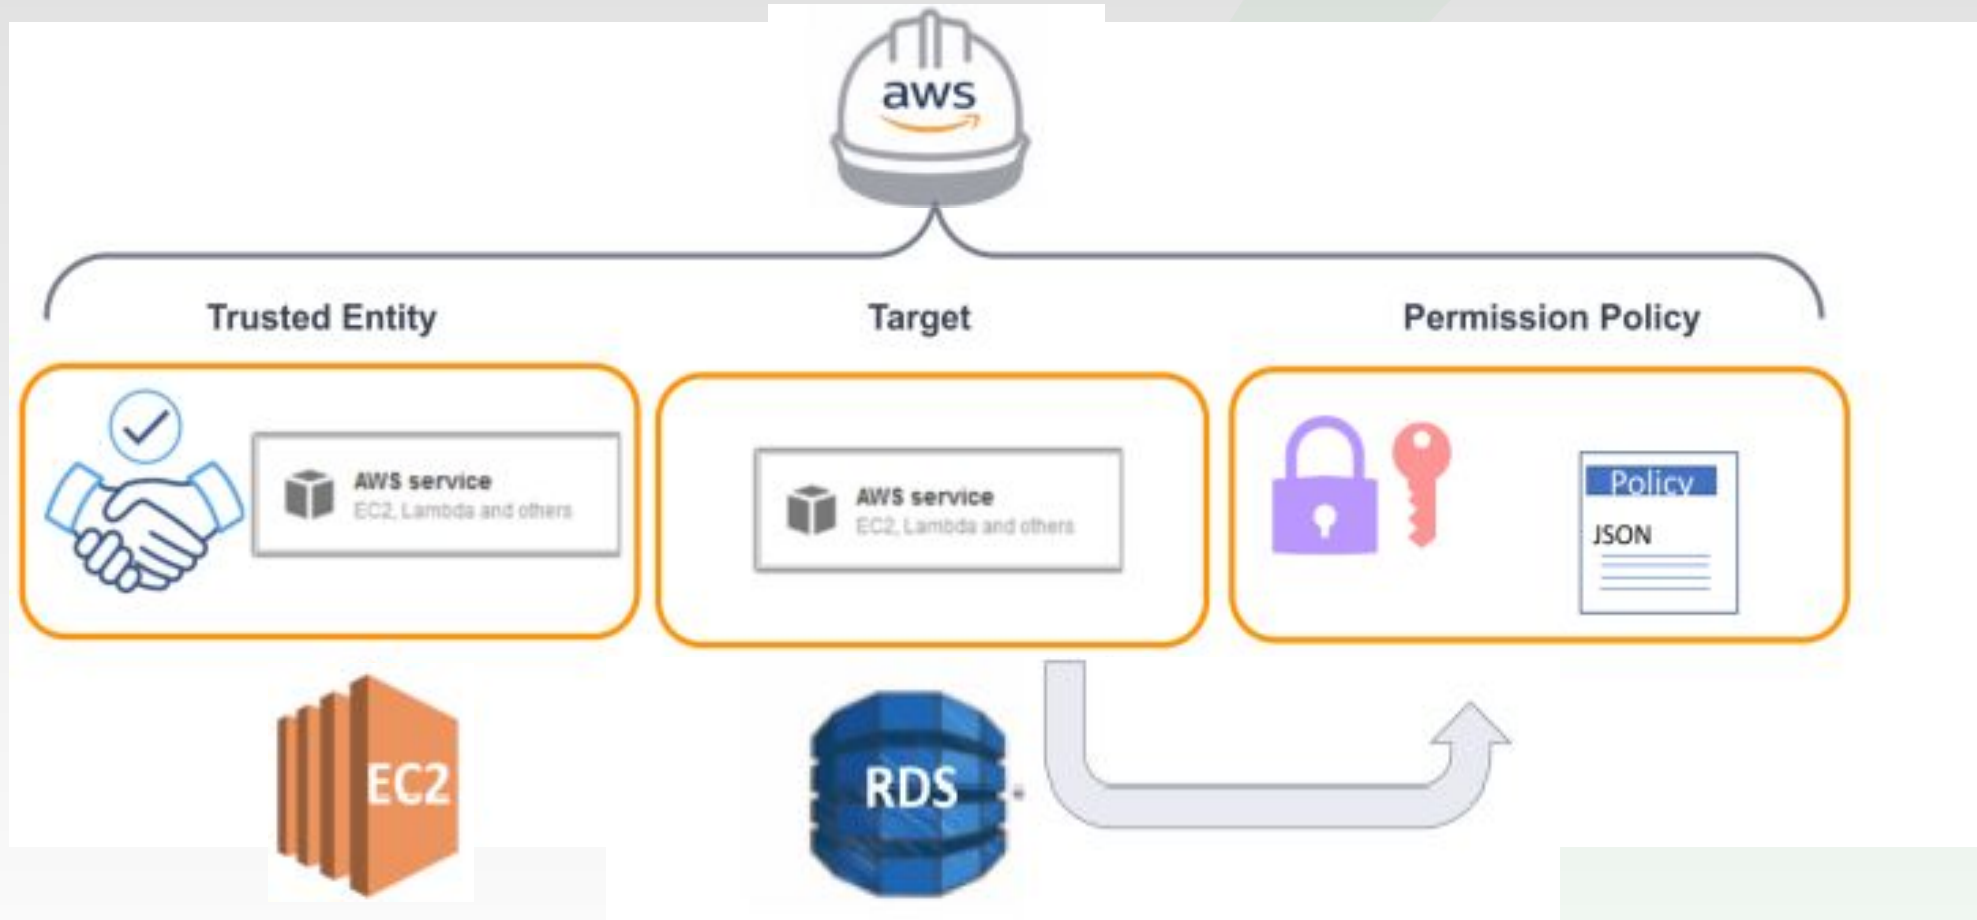 aws
Trusted Entity
Target
Permission Policy
AWS service
EC2, Lambda and others
AWS service
EC2, Lambda and others
Policy
JSON
EC2
RDS